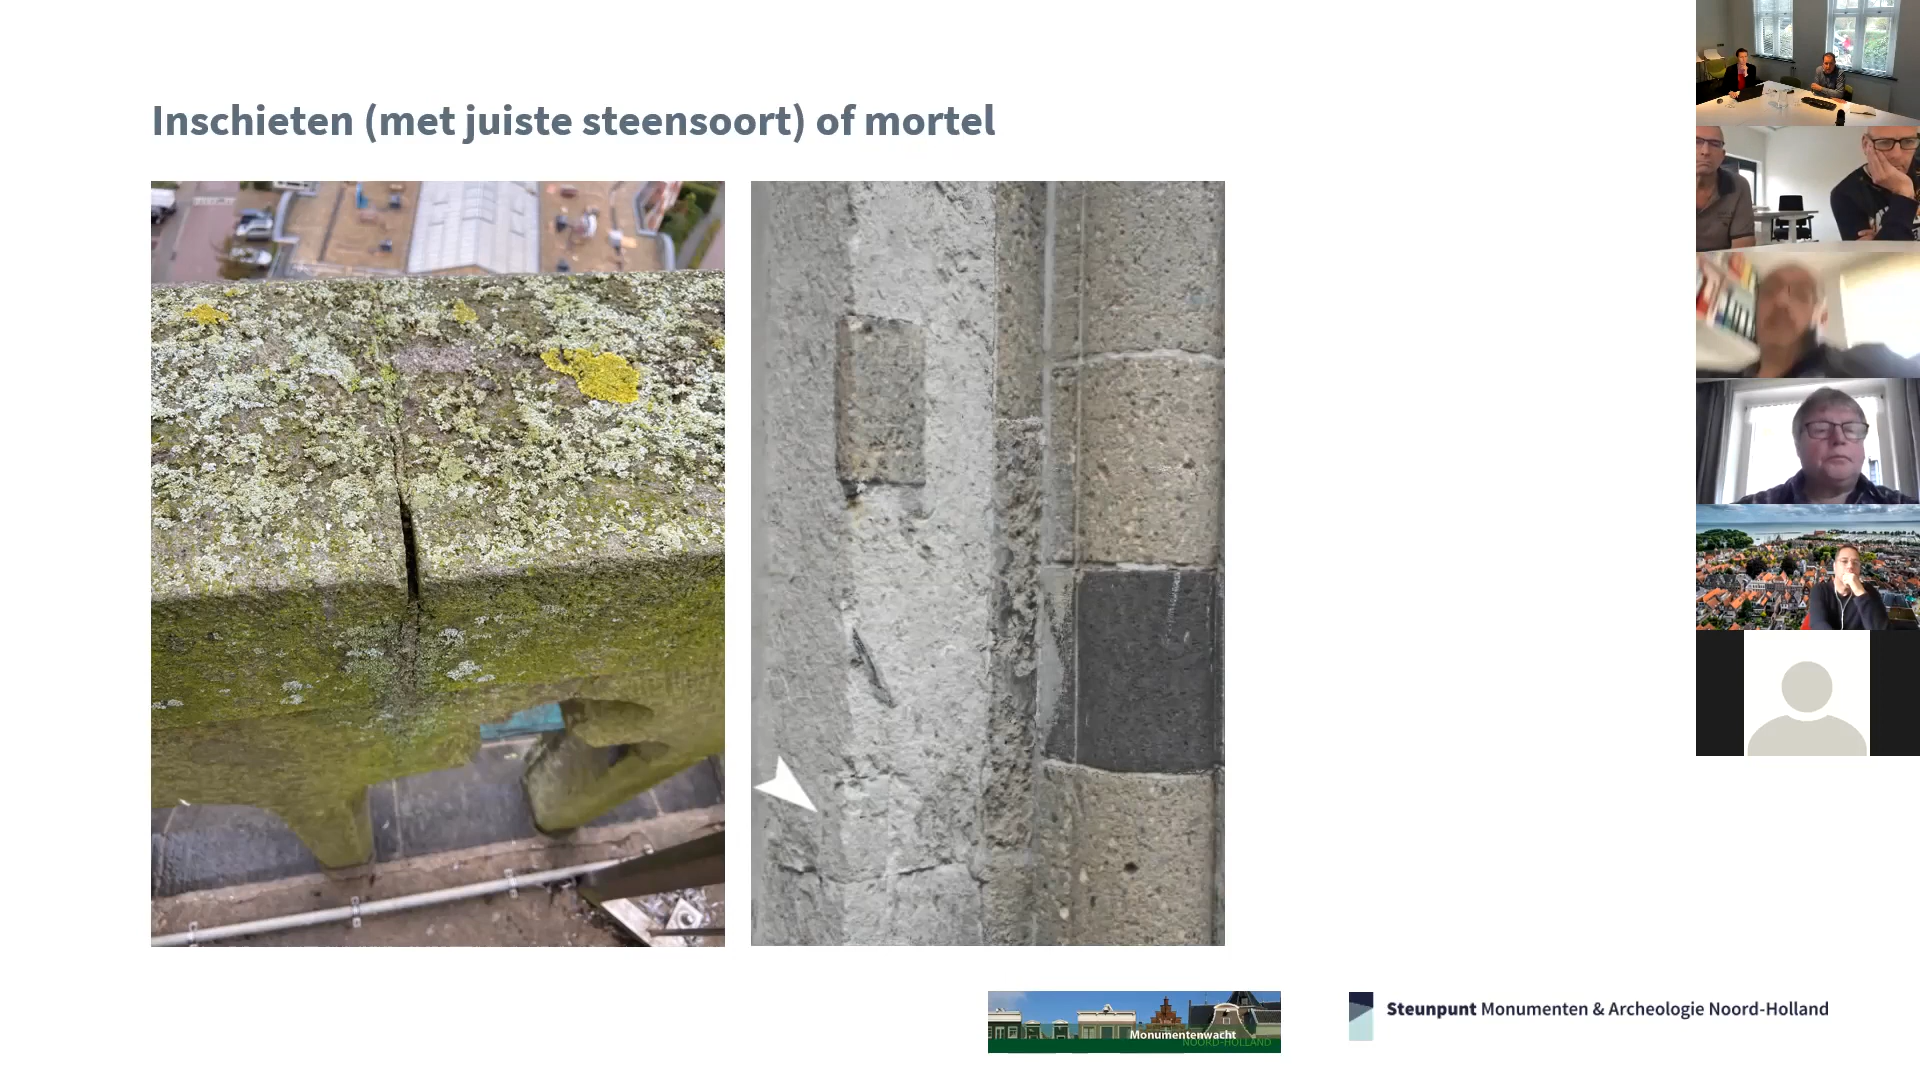 Inschieten (met juiste steensoort) of mortel
Monumentenwacht
NOORD-HOLLAND
Steunpunt Monumenten & Archeologie Noord-Holland